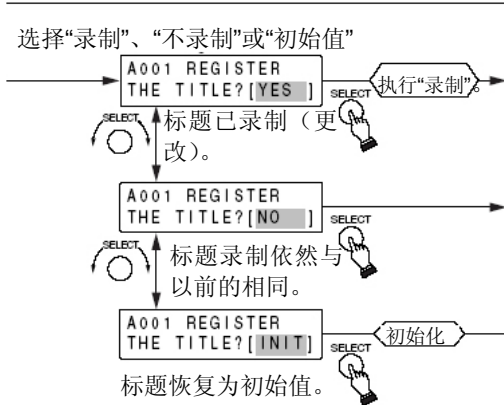 选择“录制”、“不录制”或“初始值”
A001 REGISTER
THE TITLE?[YES ]
SELECT
执行“录制”。
SELECT
标题已录制（更
改）。
A001 REGISTER
THE TITLE?[NO ]
SELECT
SELECT
标题录制依然与
以前的相同。
A001 REGISTER
THE TITLE?[INIT]
SELECT
初始化
标题恢复为初始值。